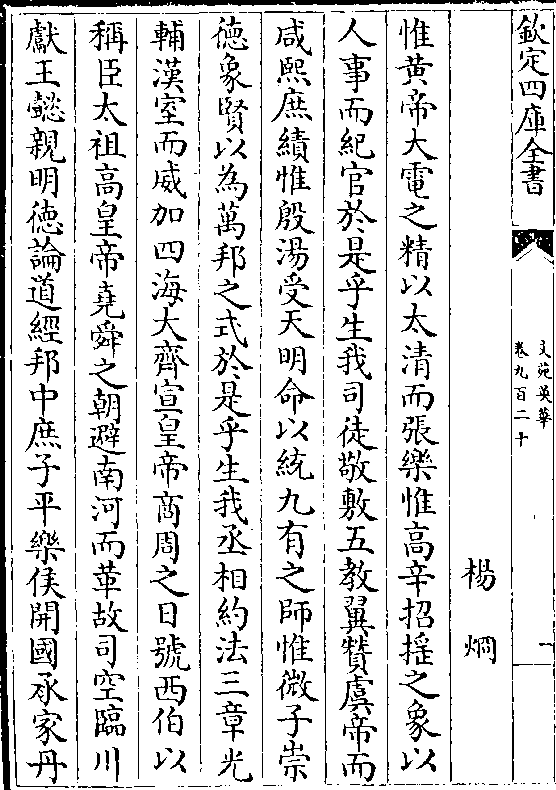 欽定四庫全書
文苑英華
卷九百二十
一
楊烱
惟黄帝大電之精以太清而張樂惟高辛招揺之象以
人事而紀官於是乎生我司徒敬敷五教翼賛虞帝而
咸熙庶績惟殷湯受天明命以統九有之師惟微子崇
徳象賢以為萬邦之式於是乎生我丞相約法三章光
輔漢室而威加四海大齊宣皇帝商周之日號西伯以
稱臣太祖高皇帝堯舜之朝避南河而革故司空臨川
獻王懿親明徳論道經邦中庶子平樂侯開國承家丹